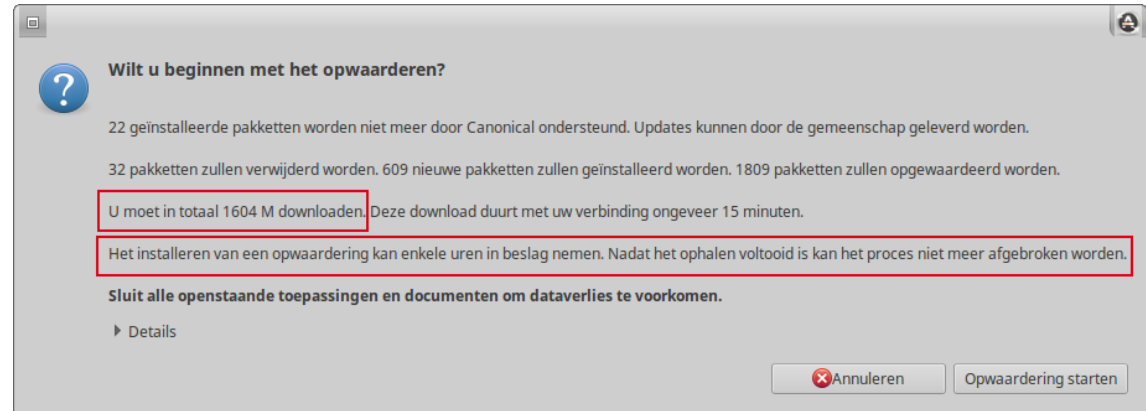 Wilt u beginnen met het opwaarderen?
22 geïnstalleerde pakketten worden niet meer door Canonical ondersteund. Updates kunnen door de gemeenschap geleverd worden.
32 pakketten zullen verwijderd worden. 609 nieuwe pakketten zullen geïnstalleerd worden. 1809 pakketten zullen opgewaardeerd worden.
U moet in totaal 1604 M downloaden. Deze download duurt met uw verbinding ongeveer 15 minuten.
Het installeren van een opwaardering kan enkele uren in beslag nemen. Nadat het ophalen voltooid is kan het proces niet meer afgebroken worden.
Sluit alle openstaande toepassingen en documenten om dataverlies te voorkomen.
Details
Annuleren Opwaardering starten